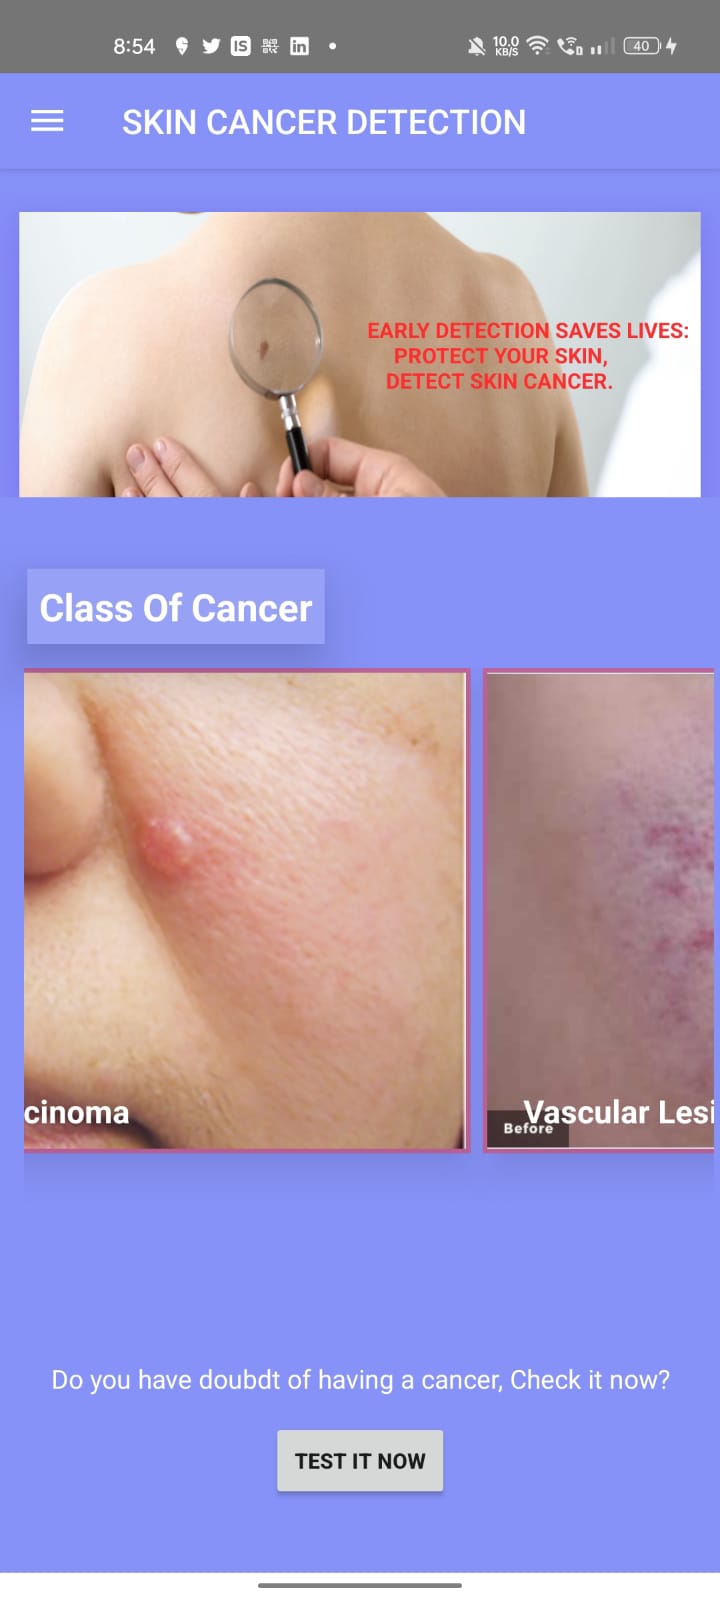 8:54
IS
in
10.0
KB/S
40
SKIN CANCER DETECTION
EARLY DETECTION SAVES LIVES:
PROTECT YOUR SKIN,
DETECT SKIN CANCER.
Class Of Cancer
cinoma
Vascular Lesi
Before
Do you have doubdt of having a cancer, Check it now?
TEST IT NOW